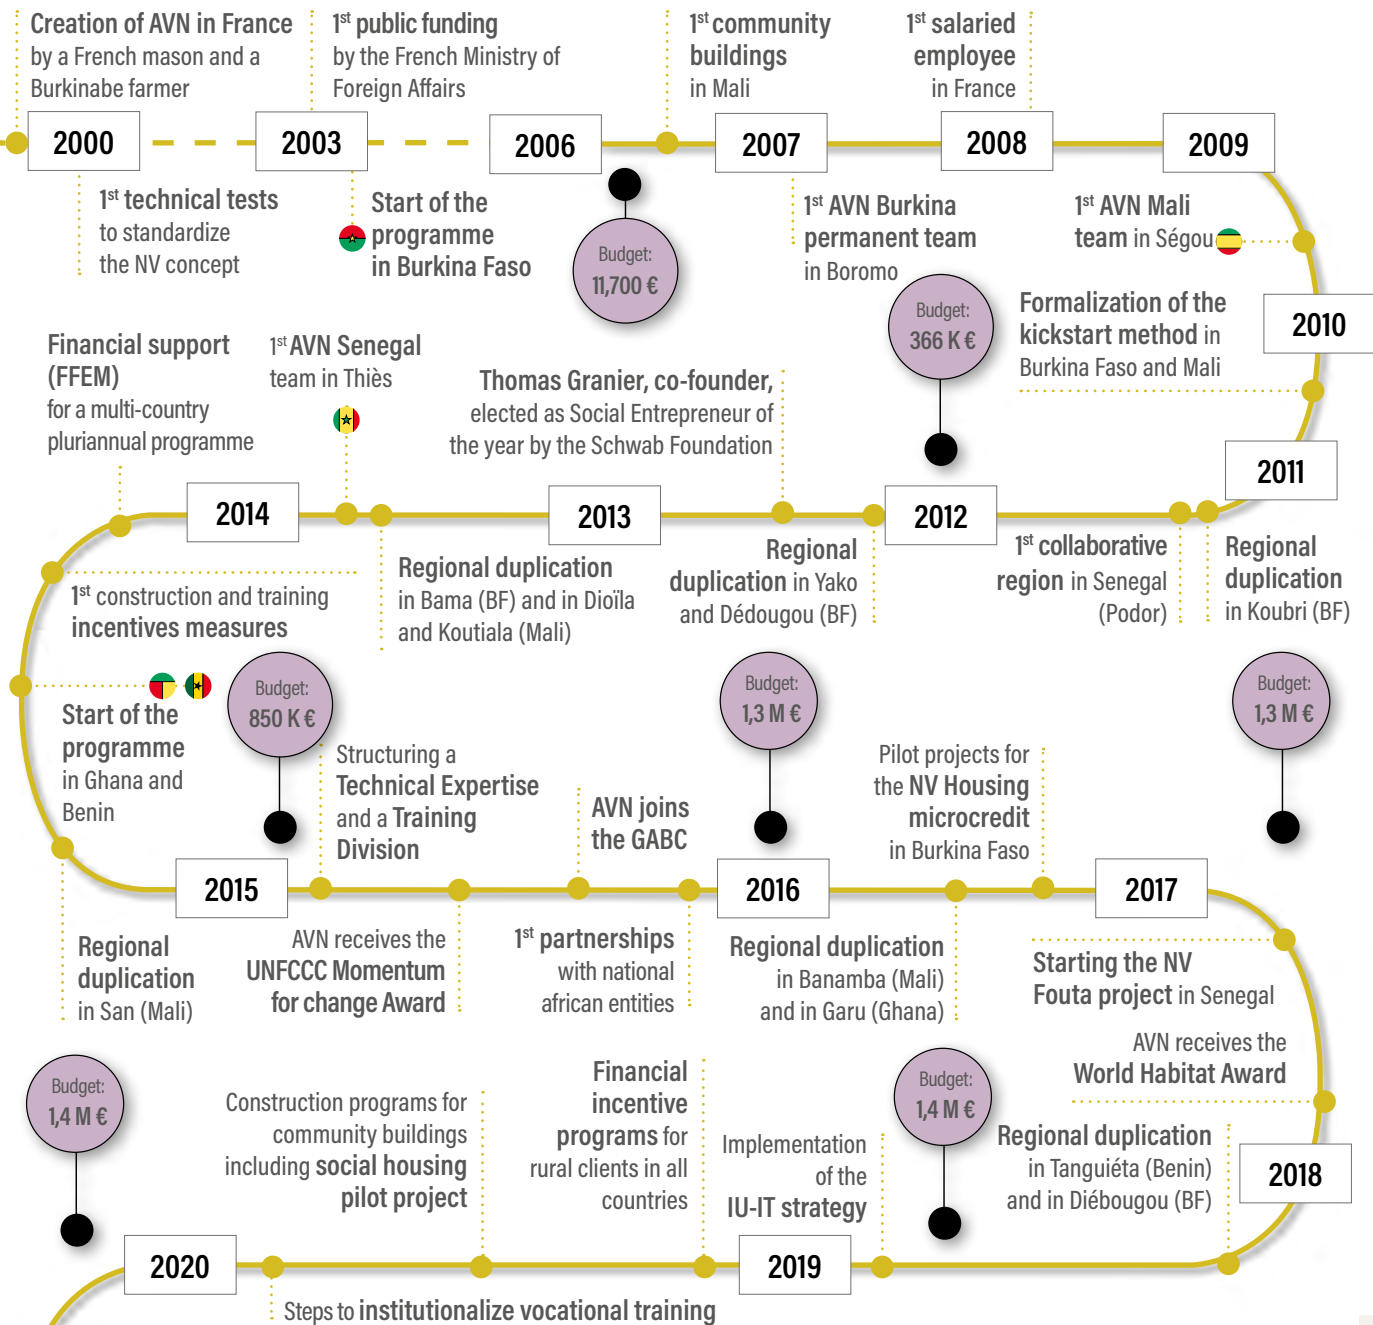 Creation of AVN in France
by a French mason and a
Burkinabe farmer
1st public funding
by the French Ministry of
Foreign Affairs
1st community
buildings
in Mali
1st salaried
employee
in France
2000
2003
2006
2007
2008
2009
1st technical tests
to standardize
the NV concept
Start of the
programme
in Burkina Faso
Budget:
11,700 €
1st AVN Burkina
permanent team
in Boromo
1st AVN Mali
team in Ségou
Budget:
366 K €
Formalization of the
kickstart method in
Burkina Faso and Mali
2010
Financial support
(FFEM)
for a multi-country
pluriannual programme
1st AVN Senegal
team in Thiès
Thomas Granier, co-founder,
elected as Social Entrepreneur of
the year by the Schwab Foundation
2011
2014
2013
2012
1st construction and training
incentives measures
Regional duplication
in Bama (BF) and in Dioïla
and Koutiala (Mali)
Regional
duplication in Yako
and Dédougou (BF)
1st collaborative
region in Senegal
(Podor)
Regional
duplication
in Koubri (BF)
Start of the
programme
in Ghana and
Benin
Budget:
850 K €
Structuring a
Technical Expertise
and a Training
Division
AVN joins
the GABC
Budget:
1,3 M €
Pilot projects for
the NV Housing
microcredit
in Burkina Faso
Budget:
1,3 M €
2015
2016
2017
Regional
duplication
in San (Mali)
AVN receives the
UNFCCC Momentum
for change Award
1st partnerships
with national
african entities
Regional duplication
in Banamba (Mali)
and in Garu (Ghana)
Starting the NV
Fouta project in Senegal
AVN receives the
World Habitat Award
Budget:
1,4 M €
Construction programs for
community buildings
including social housing
pilot project
Financial
incentive
programs for
rural clients in all
countries
Implementation
of the
IU-IT strategy
Budget:
1,4 M €
Regional duplication
in Tanguiéta (Benin)
and in Diébougou (BF)
2018
2020
2019
Steps to institutionalize vocational training